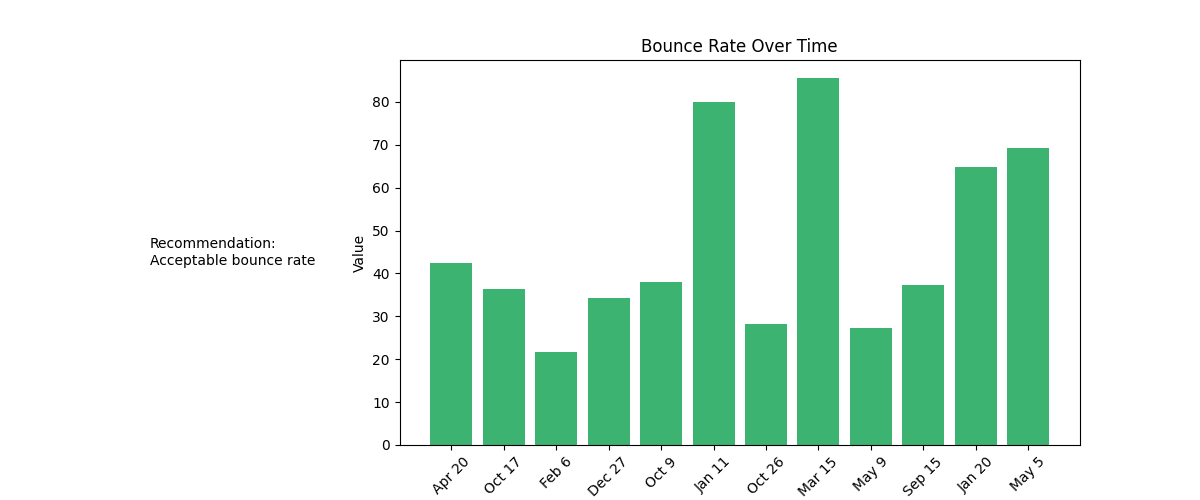 Bounce Rate Over Time
Recommendation:
Acceptable bounce rate
Value
80
70
60
50
40
30
20
10
0
Apr 20
Oct 17
Feb 6
Dec 27
Oct 9
Jan 11
Oct 26
Mar 15
May 9
Sep 15
Jan 20
May 5